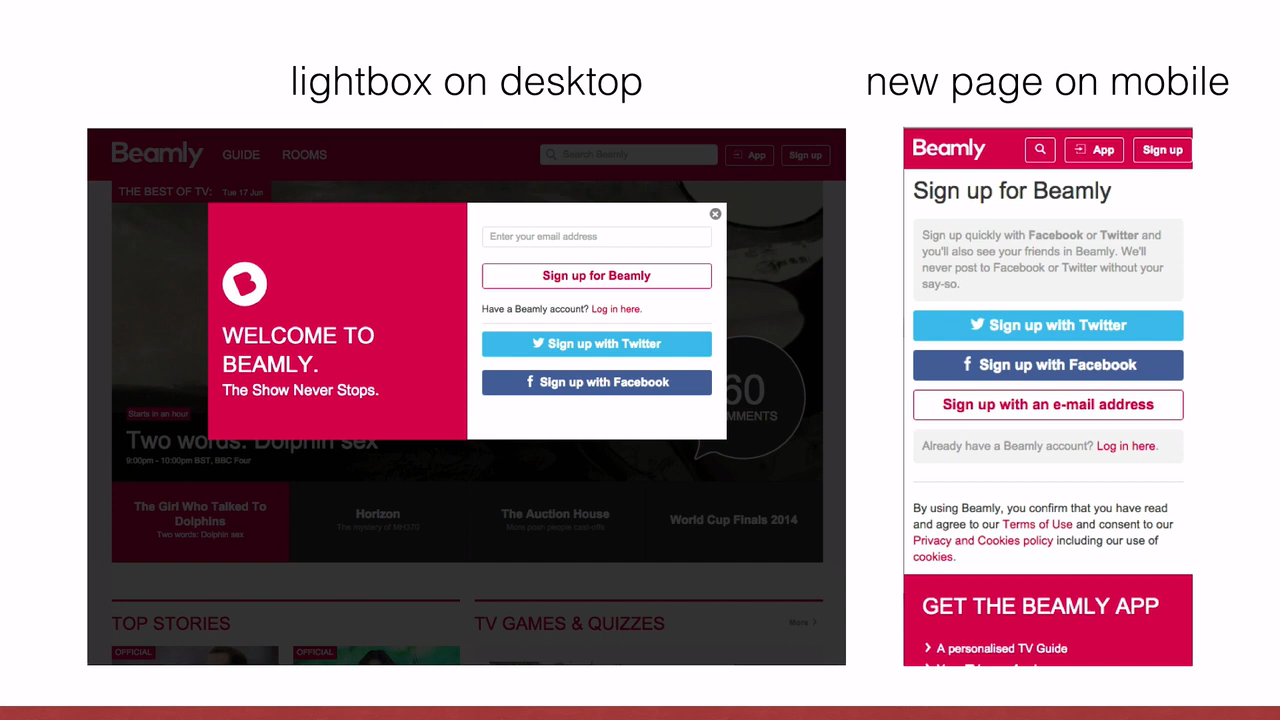 lightbox on desktop
new page on mobile
Beamly GUIDE ROOMS Search Beamly App Sign up
THE BEST OF TV: Tue 17 Jun
Enter your email address
Sign up for Beamly
Have a Beamly account? Log in here.
WELCOME TO
BEAMLY.
The Show Never Stops.
Sign up with Twitter
Sign up with Facebook
60
MMENTS
Starts in an hour
Two words: Dolphin sex
9:00pm - 10:00pm BST, BBC Four
The Girl Who Talked To
Dolphins
Two words: Dolphin sex
Horizon
The mystery of MH370
The Auction House
More posh people cast-offs
World Cup Finals 2014
TOP STORIES
TV GAMES & QUIZZES
More
OFFICIAL
OFFICIAL
Beamly App Sign up
Sign up for Beamly
Sign up quickly with Facebook or Twitter and
you'll also see your friends in Beamly. We'll
never post to Facebook or Twitter without your
say-so.
Sign up with Twitter
Sign up with Facebook
Sign up with an e-mail address
Already have a Beamly account? Log in here.
By using Beamly, you confirm that you have read
and agree to our Terms of Use and consent to our
Privacy and Cookies policy including our use of
cookies.
GET THE BEAMLY APP
A personalised TV Guide